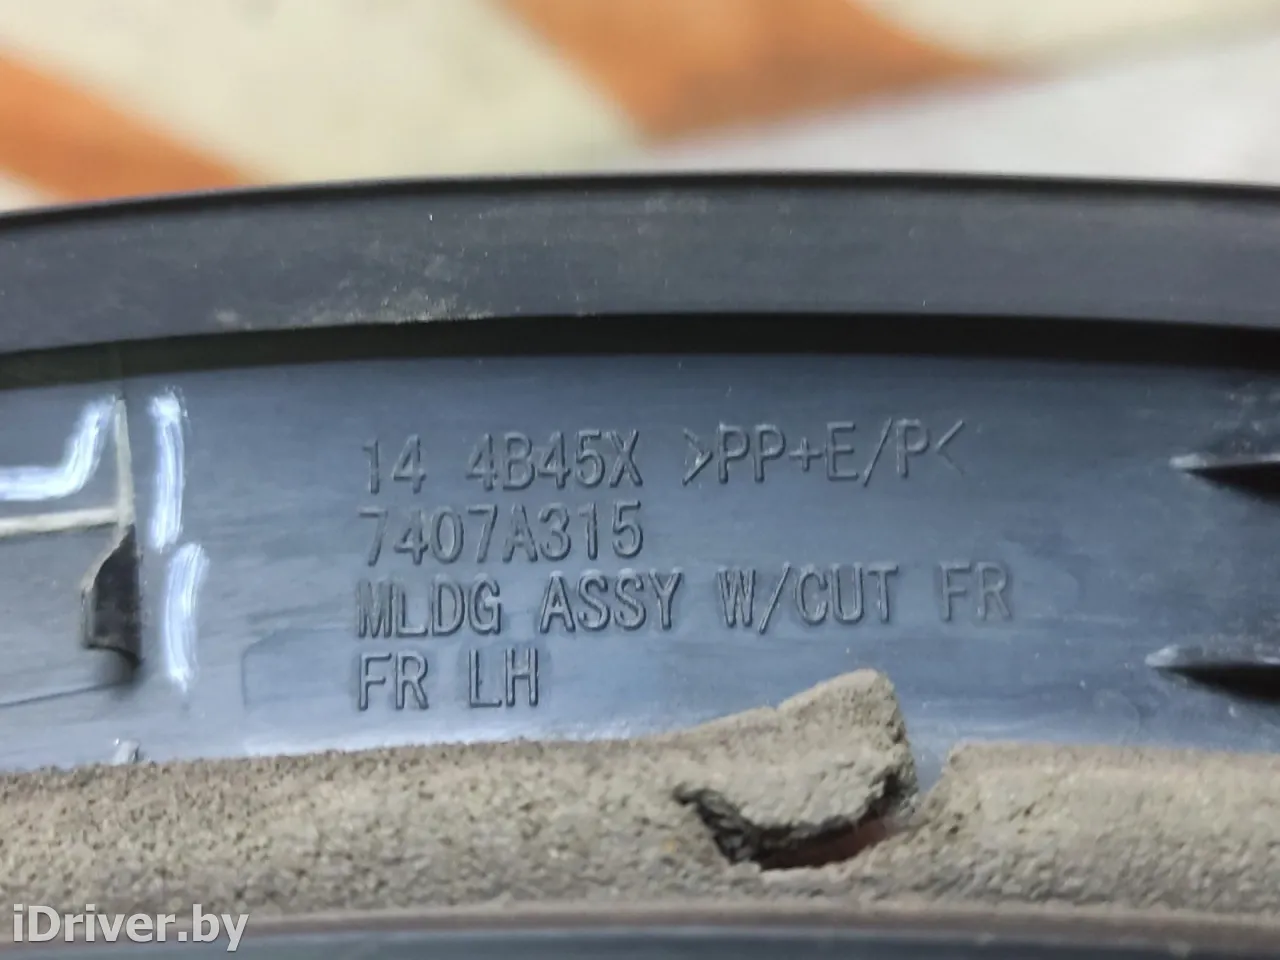 14 4B45X >PP+E/P<
7407A315
MLDG ASSY W/CUT FR
FR LH
iDriver.by